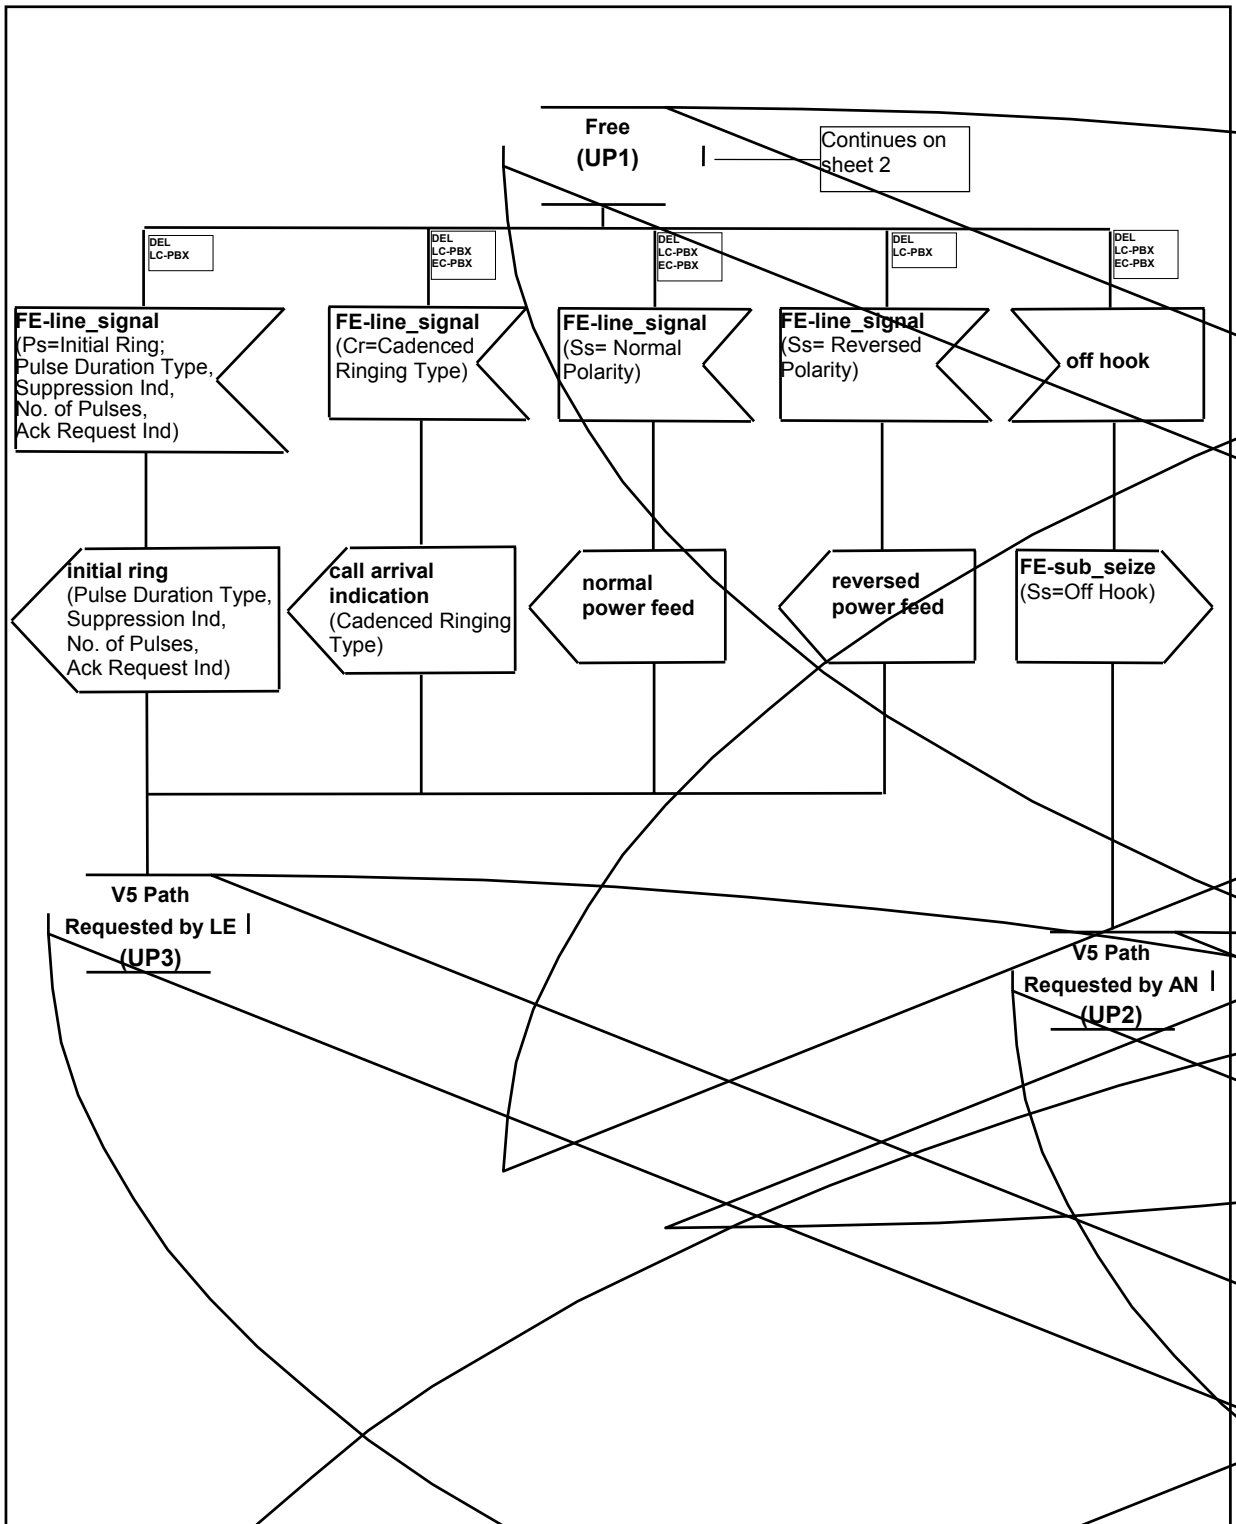 Free
(UP1)
Continues on
sheet 2
DEL
LC-PBX
DEL
LC-PBX
EC-PBX
DEL
LC-PBX
EC-PBX
DEL
LC-PBX
DEL
LC-PBX
EC-PBX
FE-line_signal
(Ps=Initial Ring;
Pulse Duration Type,
Suppression Ind,
No. of Pulses,
Ack Request Ind)
FE-line_signal
(Cr=Cadenced
Ringing Type)
FE-line_signal
(Ss= Normal
Polarity)
FE-line_signal
(Ss= Reversed
Polarity)
off hook
initial ring
(Pulse Duration Type,
Suppression Ind,
No. of Pulses,
Ack Request Ind)
call arrival
indication
(Cadenced Ringing
Type)
normal
power feed
reversed
power feed
FE-sub_seize
(Ss=Off Hook)
V5 Path
Requested by LE
(UP3)
V5 Path
Requested by AN
(UP2)